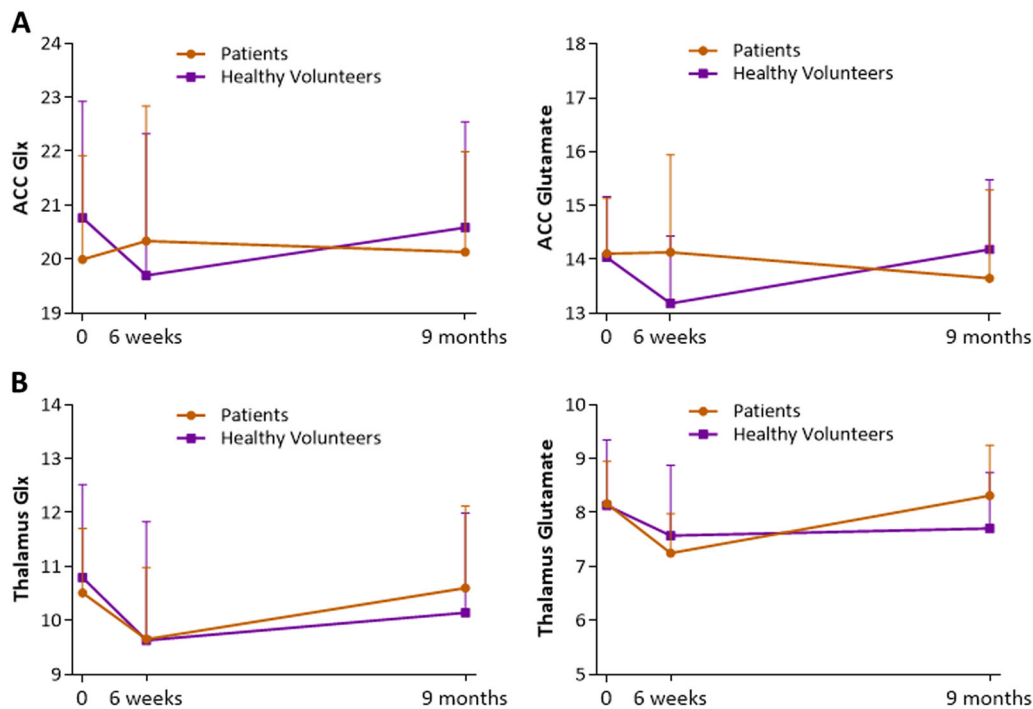 A
ACC Glx
24
23
22
21
20
19
Patients
Healthy Volunteers
0
6 weeks
9 months
ACC Glutamate
18
17
16
15
14
13
Patients
Healthy Volunteers
0
6 weeks
9 months
B
Thalamus Glx
14
13
12
11
10
9
Patients
Healthy Volunteers
0
6 weeks
9 months
Thalamus Glutamate
10
9
8
7
6
5
Patients
Healthy Volunteers
0
6 weeks
9 months